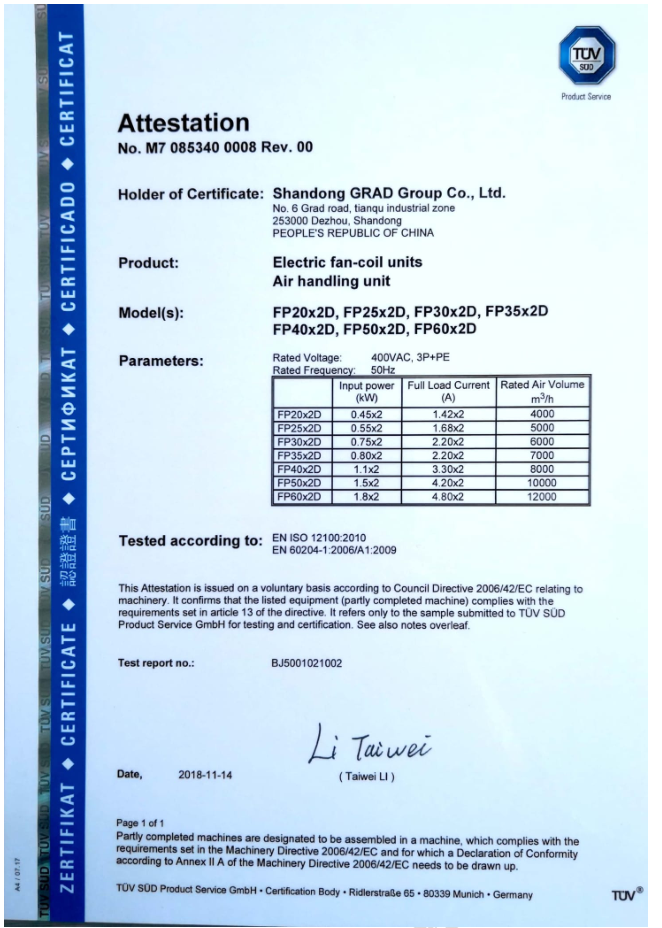 TÜV
SÜD
Product Service
Attestation
No. M7 085340 0008 Rev. 00
Holder of Certificate: Shandong GRAD Group Co., Ltd.
No. 6 Grad road, tianqu industrial zone
253000 Dezhou, Shandong
PEOPLE'S REPUBLIC OF CHINA
Product: Electric fan-coil units
Air handling unit
Model(s): FP20x2D, FP25x2D, FP30x2D, FP35x2D
FP40x2D, FP50x2D, FP60x2D
Parameters: Rated Voltage: 400VAC, 3P+PE
Rated Frequency: 50Hz
Input power (kW) Full Load Current (A) Rated Air Volume m³/h
FP20x2D 0.45x2 1.42x2 4000
FP25x2D 0.55x2 1.68x2 5000
FP30x2D 0.75x2 2.20x2 6000
FP35x2D 0.80x2 2.20x2 7000
FP40x2D 1.1x2 3.30x2 8000
FP50x2D 1.5x2 4.20x2 10000
FP60x2D 1.8x2 4.80x2 12000
Tested according to: EN ISO 12100:2010
EN 60204-1:2006/A1:2009
This Attestation is issued on a voluntary basis according to Council Directive 2006/42/EC relating to
machinery. It confirms that the listed equipment (partly completed machine) complies with the
requirements set in article 13 of the directive. It refers only to the sample submitted to TÜV SÜD
Product Service GmbH for testing and certification. See also notes overleaf.
Test report no.: BJ5001021002
Li Taiwei
Date, 2018-11-14 (Taiwei LI)
Page 1 of 1
Partly completed machines are designated to be assembled in a machine, which complies with the
requirements set in the Machinery Directive 2006/42/EC and for which a Declaration of Conformity
according to Annex II A of the Machinery Directive 2006/42/EC needs to be drawn up.
TÜV SÜD Product Service GmbH • Certification Body • Ridlerstraße 65 • 80339 Munich • Germany
TÜV®
ZERTIFIKAT ◆ CERTIFICATE ◆ 認證證書 ◆ СЕРТИФИКАТ ◆ CERTIFICADO ◆ CERTIFICAT
A4 / 07.17
TÜV SÜD TÜV SÜD TÜV SÜD TÜV SÜD